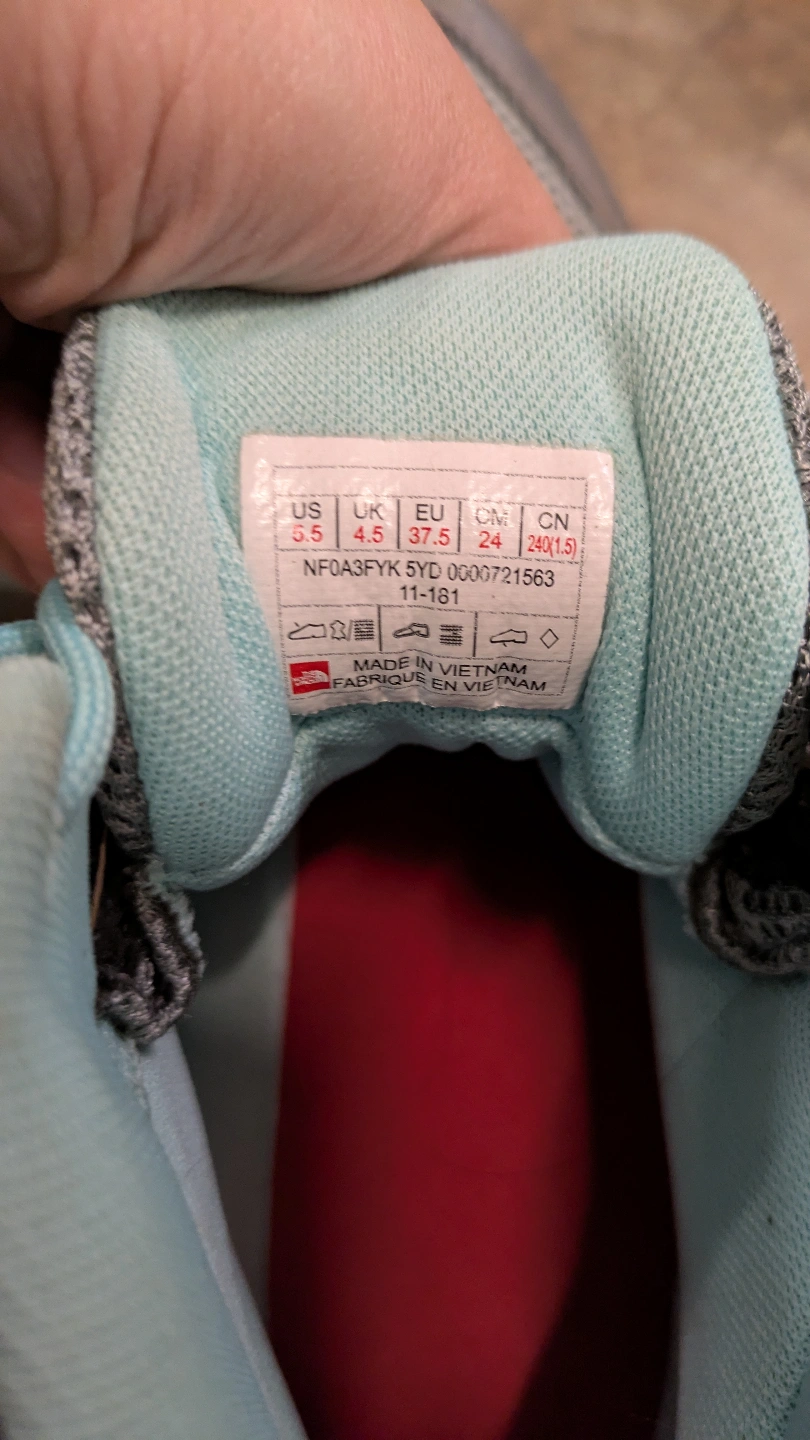 US UK EU CM CN
5.5 4.5 37.5 24 240(1.5)
NF0A3FYK 5YD 0000721563
11-181
MADE IN VIETNAM
FABRIQUE EN VIETNAM